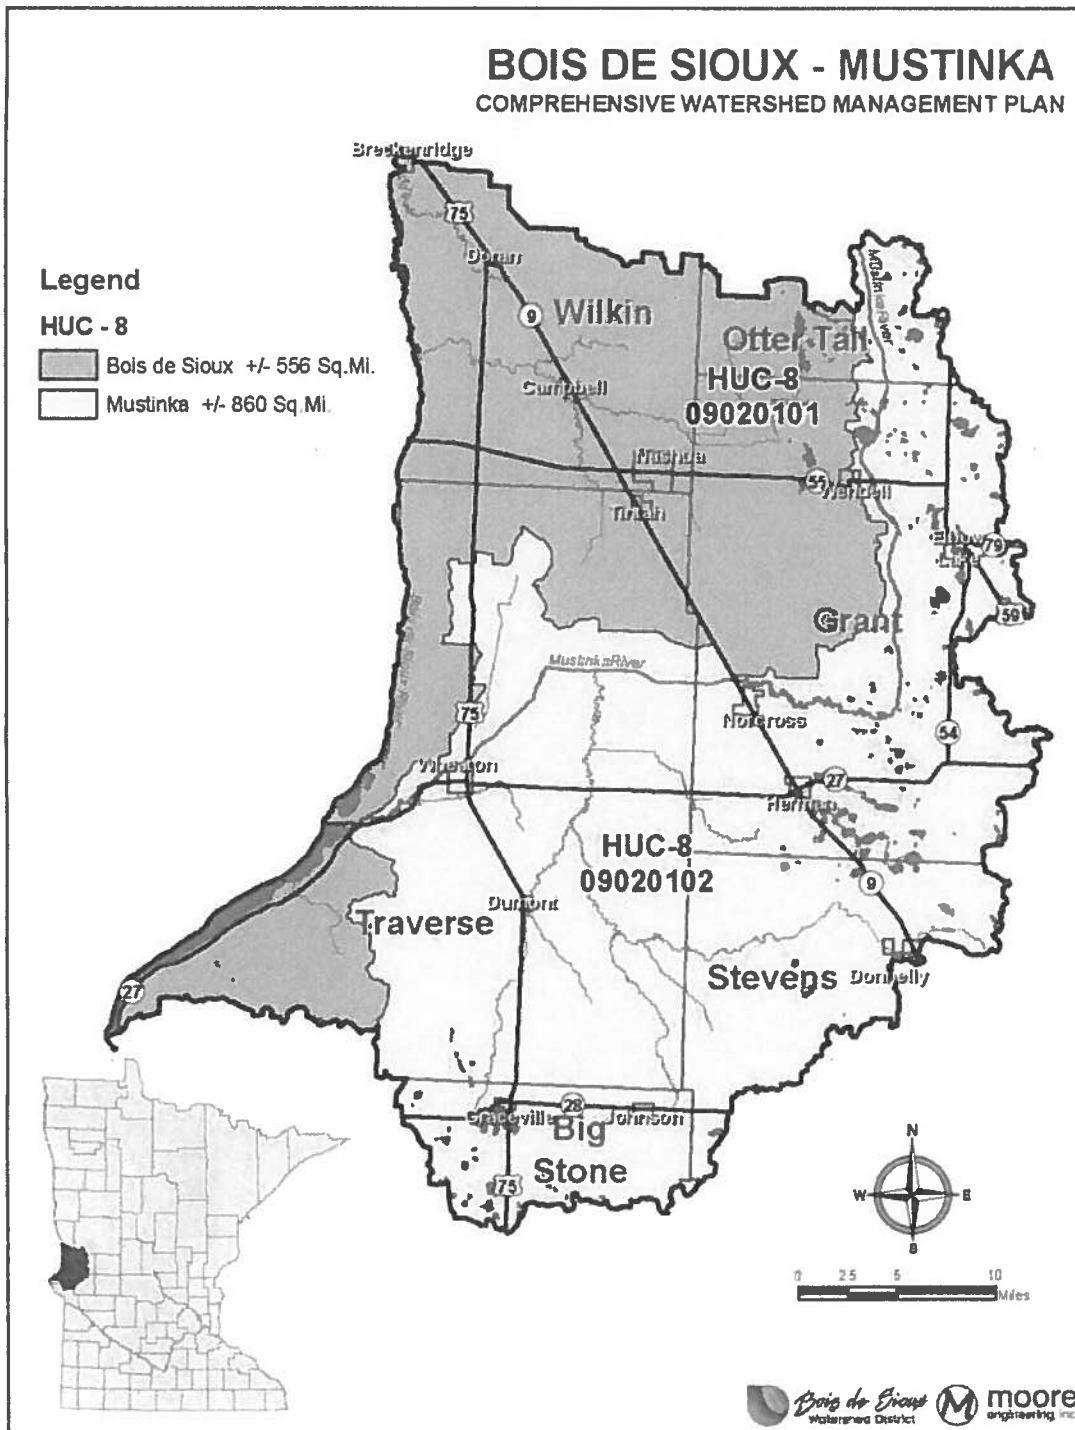 BOIS DE SIOUX - MUSTINKA
COMPREHENSIVE WATERSHED MANAGEMENT PLAN
Breckenridge
75
Doran
Legend
HUC - 8
Bois de Sioux +/- 556 Sq.Mi.
Mustinka +/- 860 Sq.Mi.
9
Wilkin
Mustinka River
Otter Tail
HUC-8
09020101
Campbell
Nashua
55
Wendell
Tintah
Elbow
Lake
79
59
Grant
MustinkaRiver
75
Norcross
54
Wheaton
27
Herman
HUC-8
09020102
9
Dumont
Traverse
Stevens
Donnelly
27
Graceville
28
Johnson
Big
Stone
75
N
W
E
S
0 2.5 5 10
Miles
Bois de Sioux
Watershed District
M
moore
engineering, inc